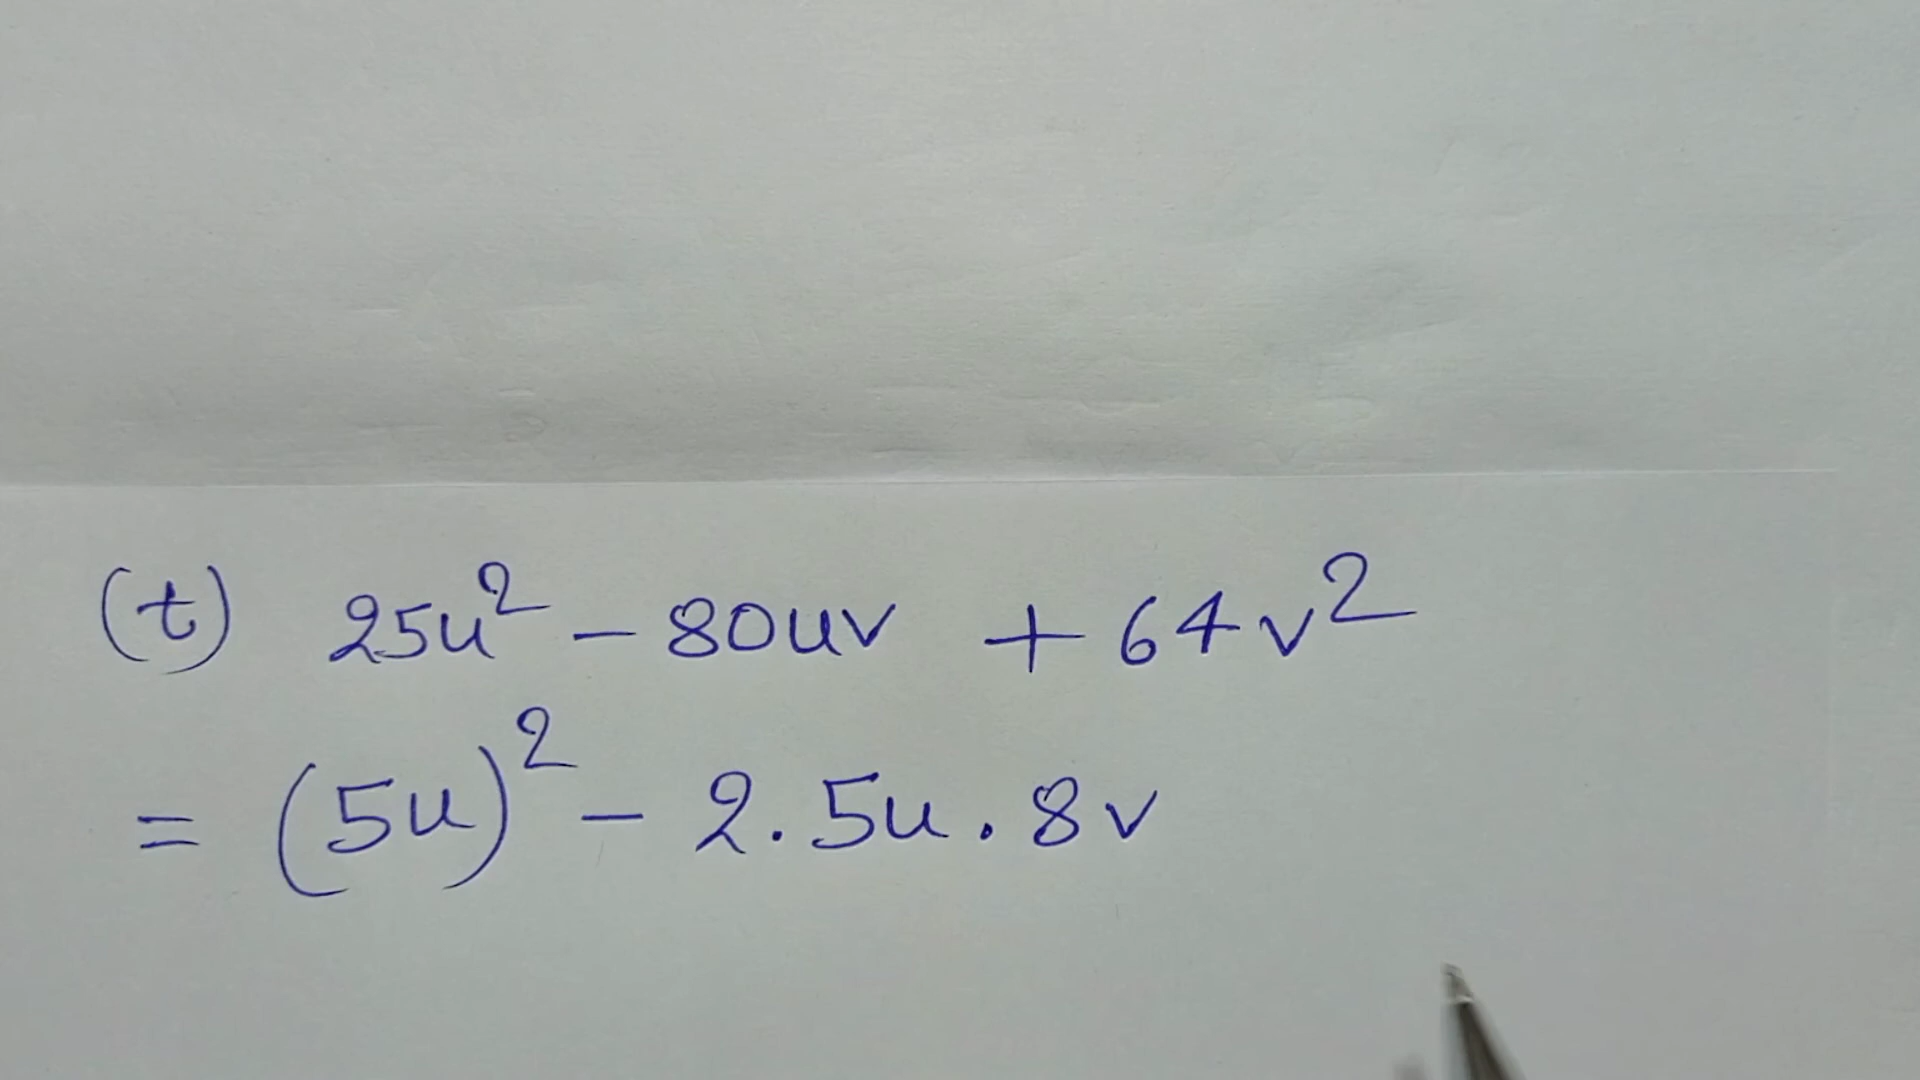 (t) 25u² - 80uv + 64v²
= (5u)² - 2.5u.8v